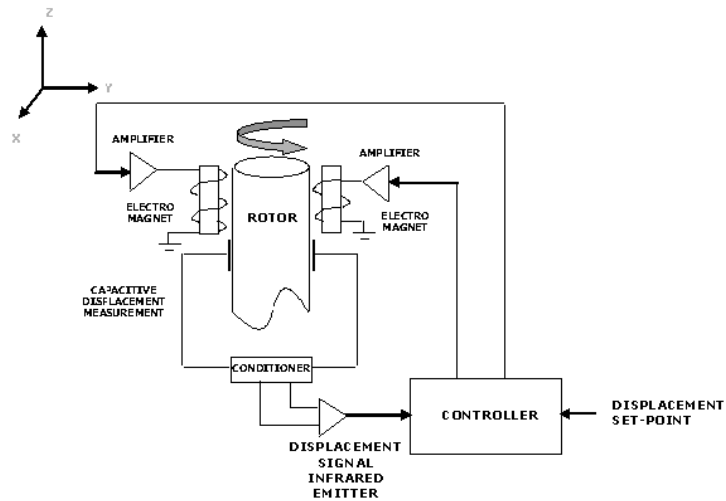 Z
Y
X
AMPLIFIER
AMPLIFIER
ROTOR
ELECTRO
MAGNET
ELECTRO
MAGNET
CAPACITIVE
DISPLACEMENT
MEASUREMENT
CONDITIONER
CONTROLLER
DISPLACEMENT
SET-POINT
DISPLACEMENT
SIGNAL
INFRARED
EMITTER